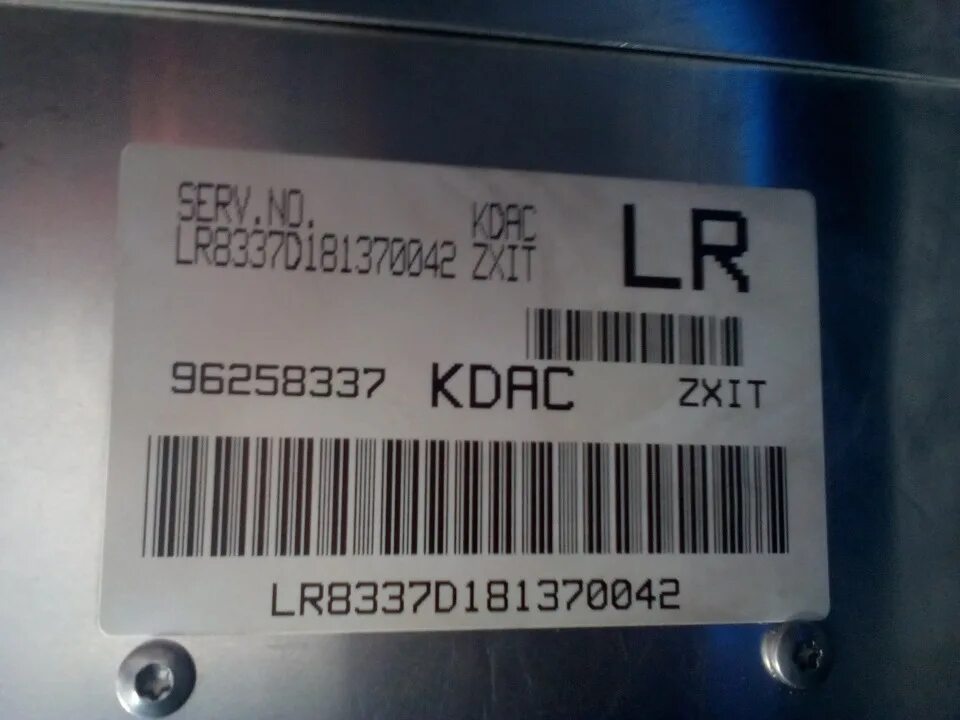 SERV.NO. KDAC LR
LR8337D181370042 ZXIT
96258337 KDAC ZXIT
LR8337D181370042